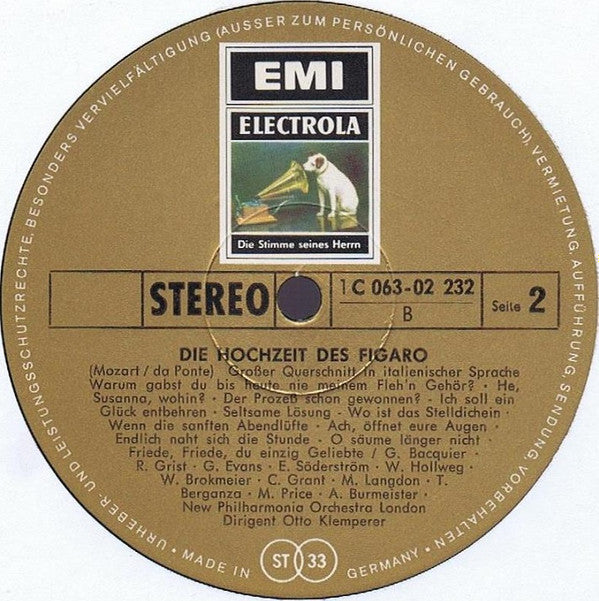 EMI
ELECTROLA
Die Stimme seines Herrn
STEREO
1 C 063-02 232
B
Seite 2
DIE HOCHZEIT DES FIGARO
(Mozart / da Ponte) Großer Querschnitt in italienischer Sprache
Warum gabst du bis heute nie meinem Fleh'n Gehör? · He,
Susanna, wohin? · Der Prozeß schon gewonnen? · Ich soll ein
Glück entbehren · Seltsame Lösung · Wo ist das Stelldichein ·
Wenn die sanften Abendlüfte · Ach, öffnet eure Augen ·
Endlich naht sich die Stunde · O säume länger nicht ·
Friede, Friede, du einzig Geliebte / G. Bacquier ·
R. Grist · G. Evans · E. Söderström · W. Hollweg ·
W. Brokmeier · C. Grant · M. Langdon · T.
Berganza · M. Price · A. Burmeister ·
New Philharmonia Orchestra London
Dirigent Otto Klemperer
URHEBER- UND LEISTUNGSSCHUTZRECHTE, BESONDERS VERVIELFÄLTIGUNG (AUSSER ZUM PERSÖNLICHEN GEBRAUCH), VERMIETUNG, AUFFÜHRUNG, SENDUNG, VORBEHALTEN
· MADE IN GERMANY ·
ST 33